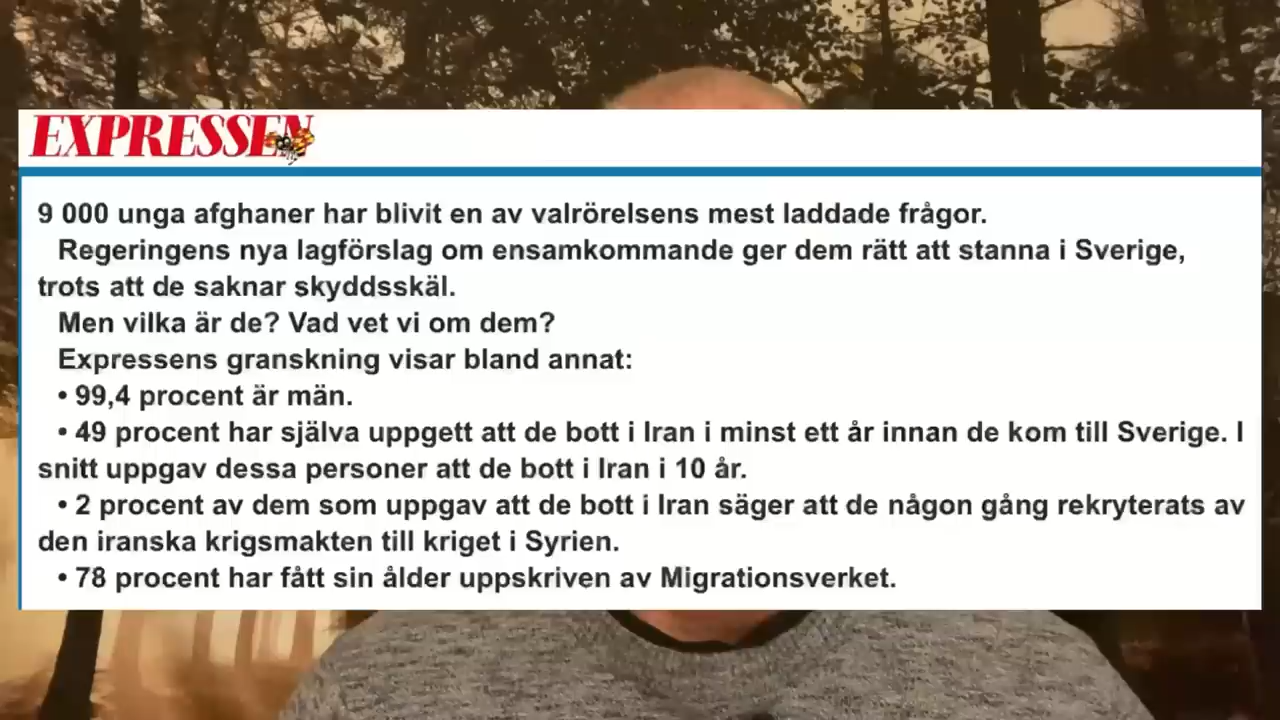 EXPRESSEN
9 000 unga afghaner har blivit en av valrörelsens mest laddade frågor.
Regeringens nya lagförslag om ensamkommande ger dem rätt att stanna i Sverige,
trots att de saknar skyddsskäl.
Men vilka är de? Vad vet vi om dem?
Expressens granskning visar bland annat:
• 99,4 procent är män.
• 49 procent har själva uppgett att de bott i Iran i minst ett år innan de kom till Sverige. I
snitt uppgav dessa personer att de bott i Iran i 10 år.
• 2 procent av dem som uppgav att de bott i Iran säger att de någon gång rekryterats av
den iranska krigsmakten till kriget i Syrien.
• 78 procent har fått sin ålder uppskriven av Migrationsverket.